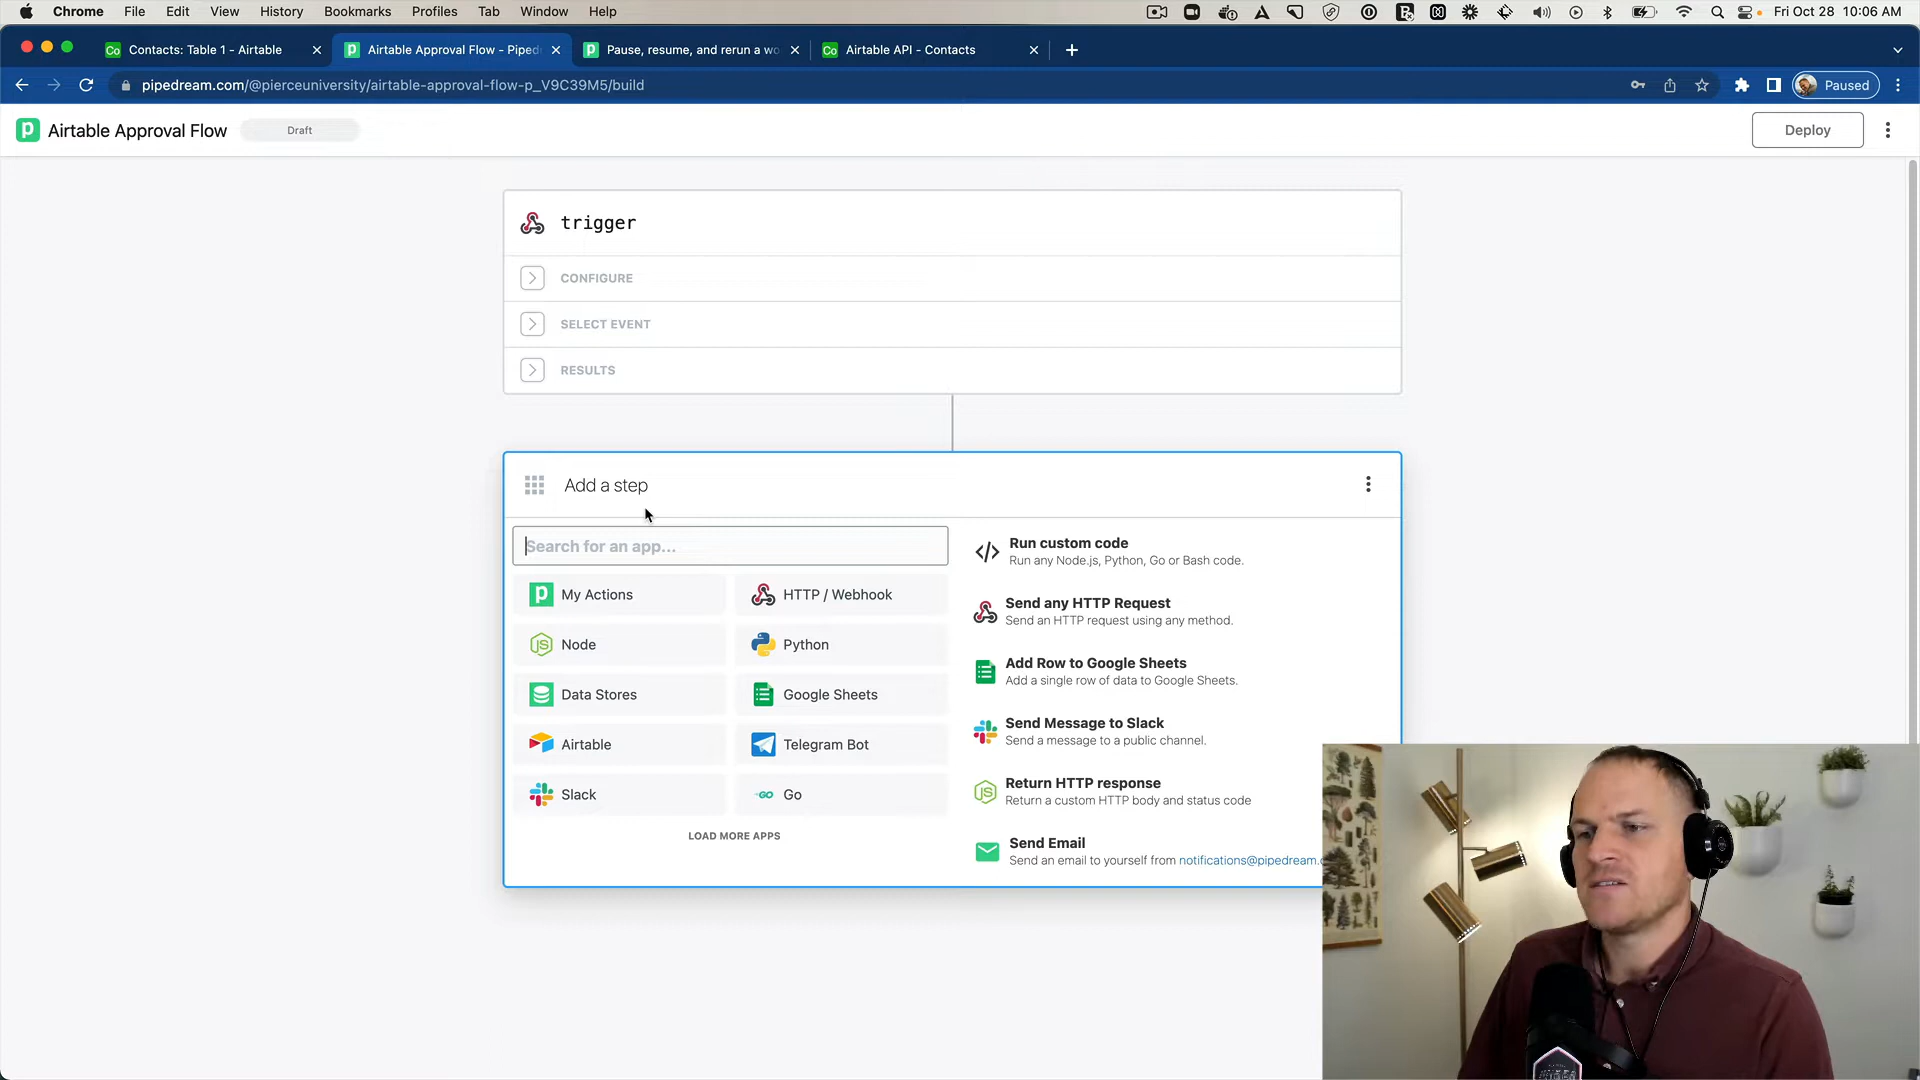 Chrome File Edit View History Bookmarks Profiles Tab Window Help Fri Oct 28 10:06 AM
Contacts: Table 1 - Airtable Airtable Approval Flow - Piped Pause, resume, and rerun a wo Airtable API - Contacts
pipedream.com/@pierceuniversity/airtable-approval-flow-p_V9C39M5/build Paused
Airtable Approval Flow Draft Deploy
trigger
CONFIGURE
SELECT EVENT
RESULTS
Add a step
Search for an app...
My Actions HTTP / Webhook
Node Python
Data Stores Google Sheets
Airtable Telegram Bot
Slack Go
LOAD MORE APPS
Run custom code
Run any Node.js, Python, Go or Bash code.
Send any HTTP Request
Send an HTTP request using any method.
Add Row to Google Sheets
Add a single row of data to Google Sheets.
Send Message to Slack
Send a message to a public channel.
Return HTTP response
Return a custom HTTP body and status code
Send Email
Send an email to yourself from notifications@pipedream.